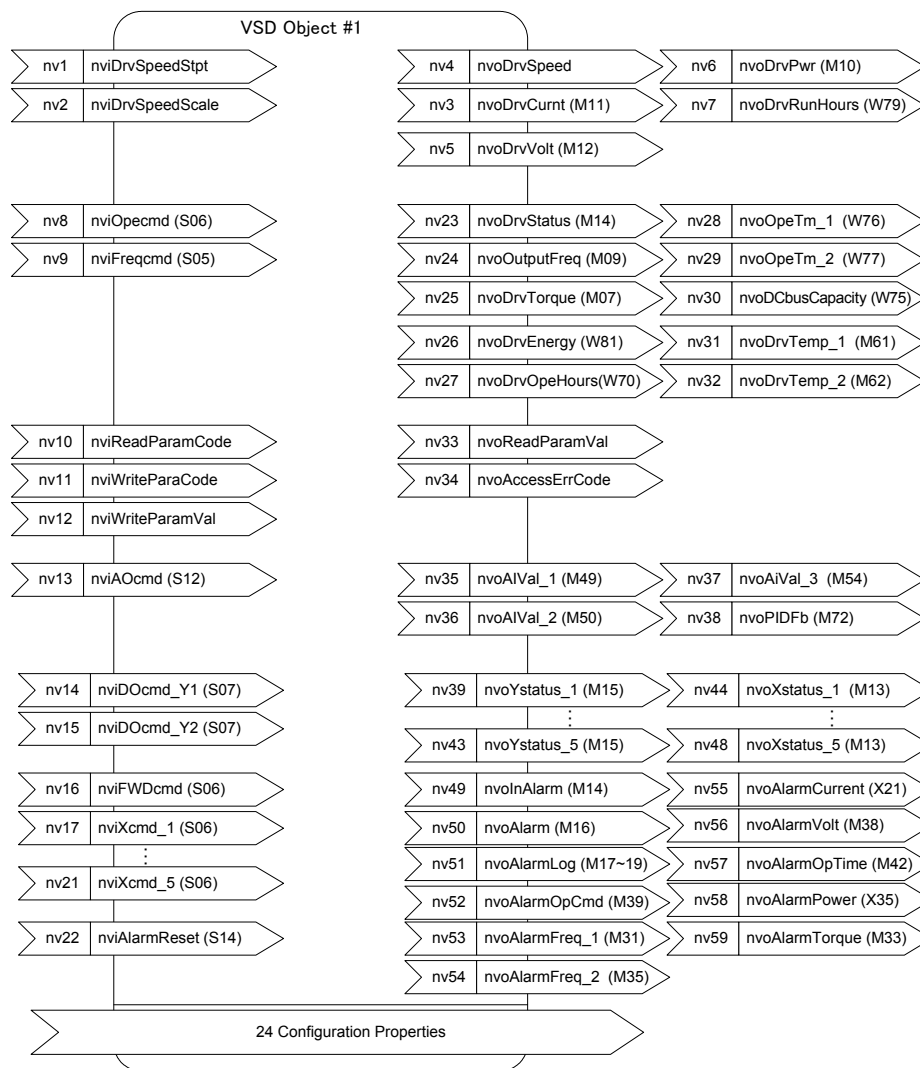 VSD Object #1
nv1 nviDrvSpeedStpt nv4 nvoDrvSpeed nv6 nvoDrvPwr (M10)
nv2 nviDrvSpeedScale nv3 nvoDrvCurnt (M11) nv7 nvoDrvRunHours (W79)
nv5 nvoDrvVolt (M12)
nv8 nviOpecmd (S06) nv23 nvoDrvStatus (M14) nv28 nvoOpeTm_1 (W76)
nv9 nviFreqcmd (S05) nv24 nvoOutputFreq (M09) nv29 nvoOpeTm_2 (W77)
nv25 nvoDrvTorque (M07) nv30 nvoDCbusCapacity (W75)
nv26 nvoDrvEnergy (W81) nv31 nvoDrvTemp_1 (M61)
nv27 nvoDrvOpeHours(W70) nv32 nvoDrvTemp_2 (M62)
nv10 nviReadParamCode nv33 nvoReadParamVal
nv11 nviWriteParaCode nv34 nvoAccessErrCode
nv12 nviWriteParamVal
nv13 nviAOcmd (S12) nv35 nvoAIVal_1 (M49) nv37 nvoAiVal_3 (M54)
nv36 nvoAIVal_2 (M50) nv38 nvoPIDFb (M72)
nv14 nviDOcmd_Y1 (S07) nv39 nvoYstatus_1 (M15) nv44 nvoXstatus_1 (M13)
nv15 nviDOcmd_Y2 (S07) nv43 nvoYstatus_5 (M15) nv48 nvoXstatus_5 (M13)
nv16 nviFWDcmd (S06) nv49 nvoInAlarm (M14) nv55 nvoAlarmCurrent (X21)
nv17 nviXcmd_1 (S06) nv50 nvoAlarm (M16) nv56 nvoAlarmVolt (M38)
nv51 nvoAlarmLog (M17~19) nv57 nvoAlarmOpTime (M42)
nv21 nviXcmd_5 (S06) nv52 nvoAlarmOpCmd (M39) nv58 nvoAlarmPower (X35)
nv22 nviAlarmReset (S14) nv53 nvoAlarmFreq_1 (M31) nv59 nvoAlarmTorque (M33)
nv54 nvoAlarmFreq_2 (M35)
24 Configuration Properties